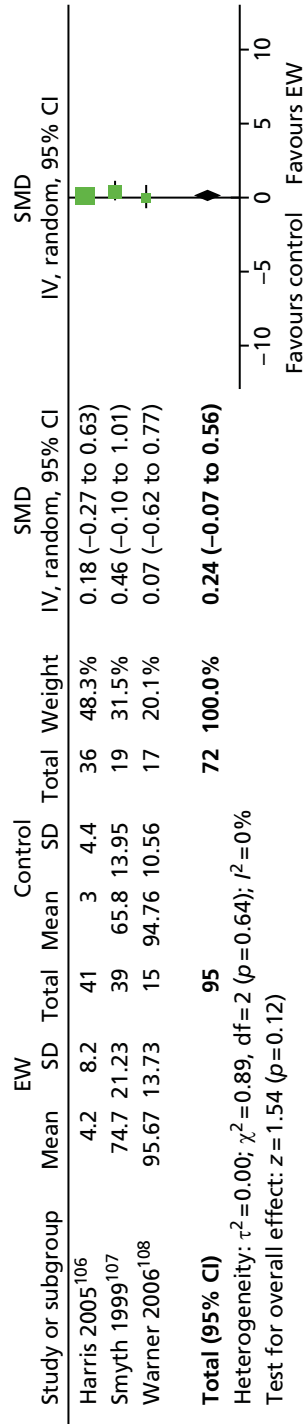 EW Control SMD SMD
Study or subgroup Mean SD Total Mean SD Total Weight IV, random, 95% CI IV, random, 95% CI
Harris 2005106 4.2 8.2 41 3 4.4 36 48.3% 0.18 (−0.27 to 0.63)
Smyth 1999107 74.7 21.23 39 65.8 13.95 19 31.5% 0.46 (−0.10 to 1.01)
Warner 2006108 95.67 13.73 15 94.76 10.56 17 20.1% 0.07 (−0.62 to 0.77)
Total (95% CI) 95 72 100.0% 0.24 (−0.07 to 0.56)
Heterogeneity: τ2=0.00; χ2=0.89, df=2 (p=0.64); I2=0%
Test for overall effect: z=1.54 (p=0.12)
−10 −5 0 5 10
Favours control Favours EW